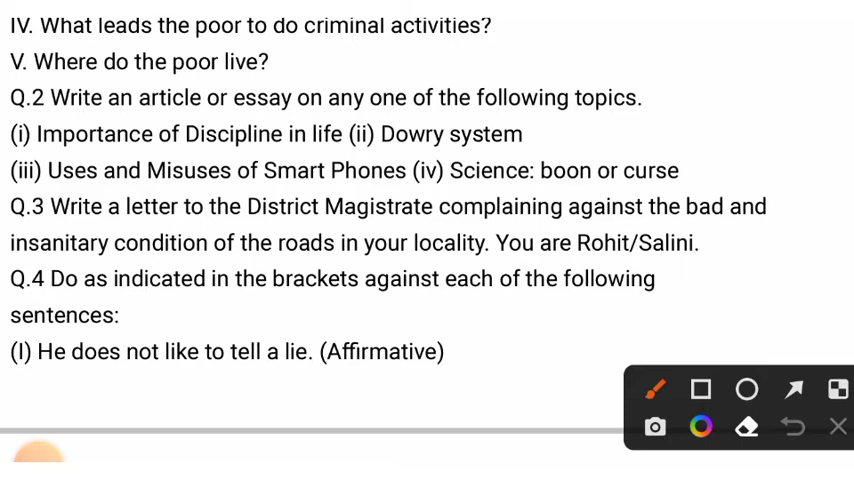 IV. What leads the poor to do criminal activities?
V. Where do the poor live?
Q.2 Write an article or essay on any one of the following topics.
(i) Importance of Discipline in life (ii) Dowry system
(iii) Uses and Misuses of Smart Phones (iv) Science: boon or curse
Q.3 Write a letter to the District Magistrate complaining against the bad and
insanitary condition of the roads in your locality. You are Rohit/Salini.
Q.4 Do as indicated in the brackets against each of the following
sentences:
(I) He does not like to tell a lie. (Affirmative)